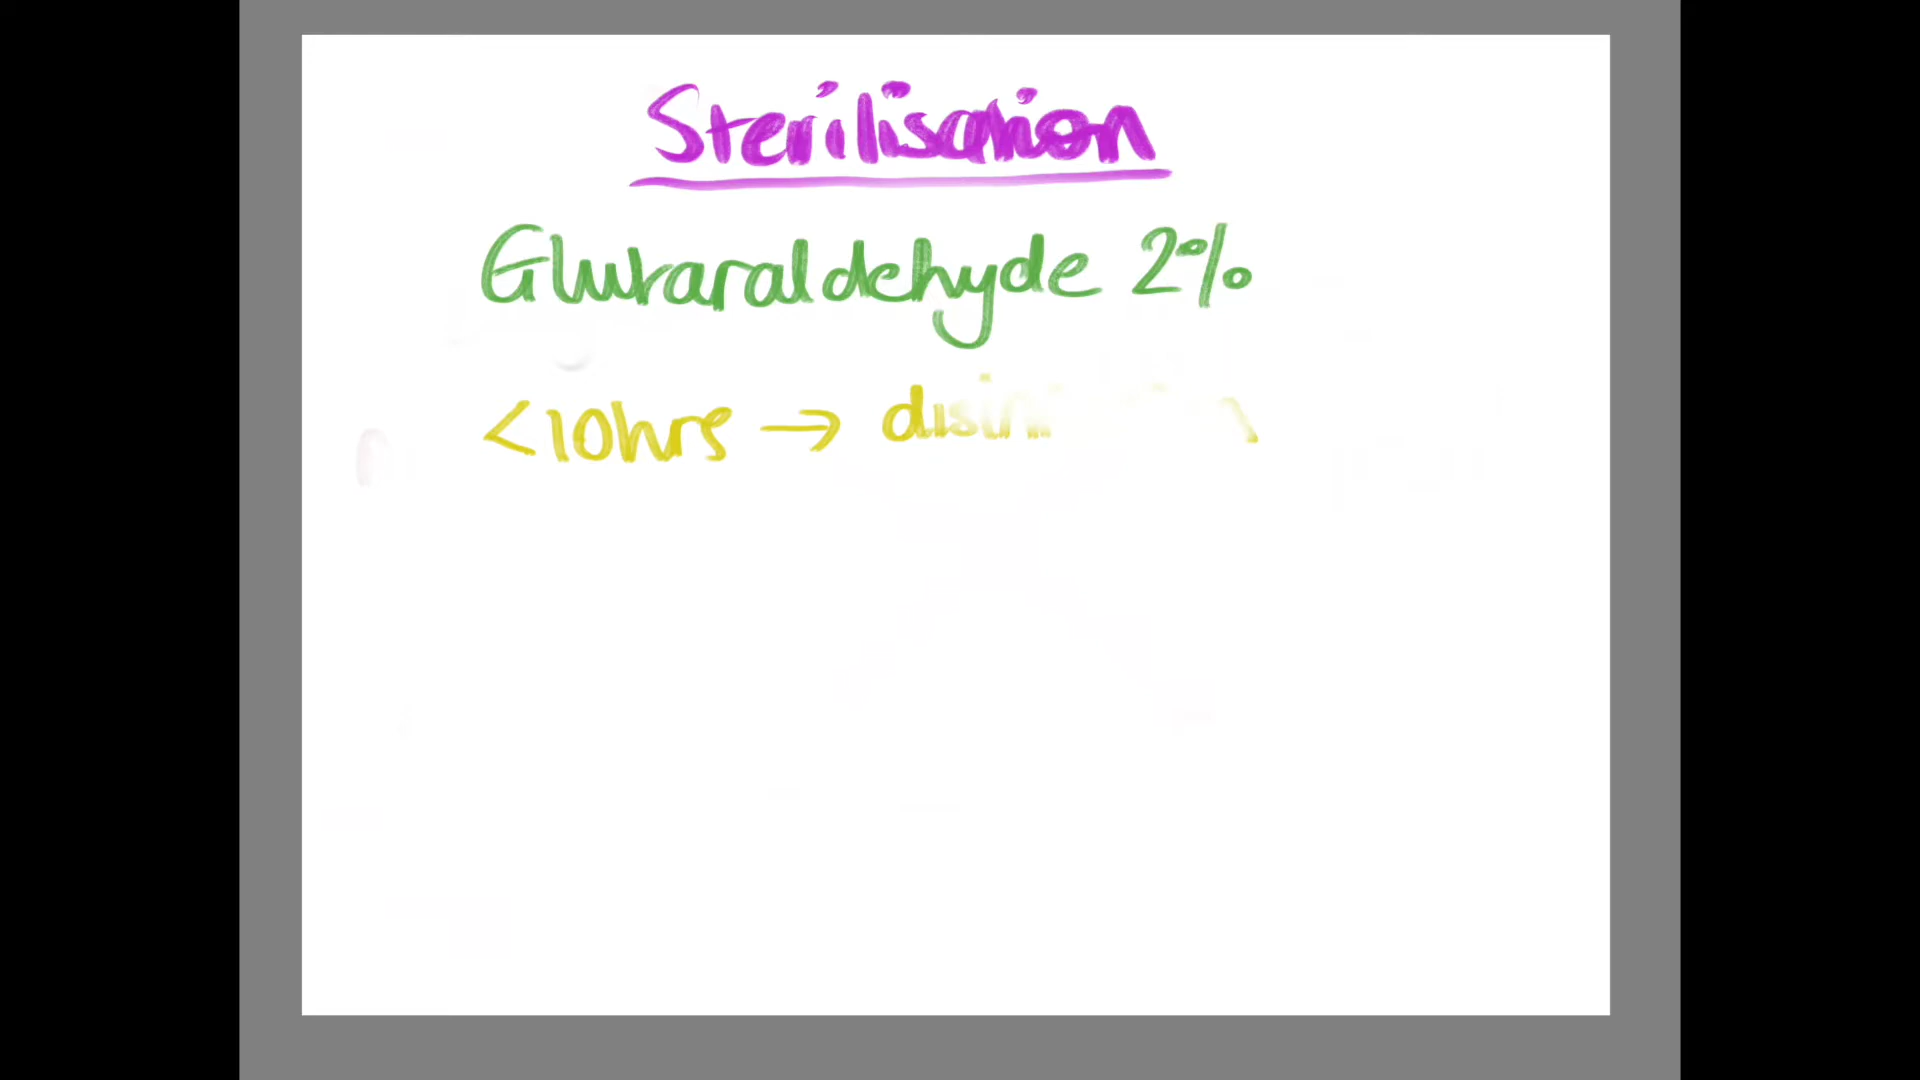 Sterilisation
Glutaraldehyde 2%
<10hrs →